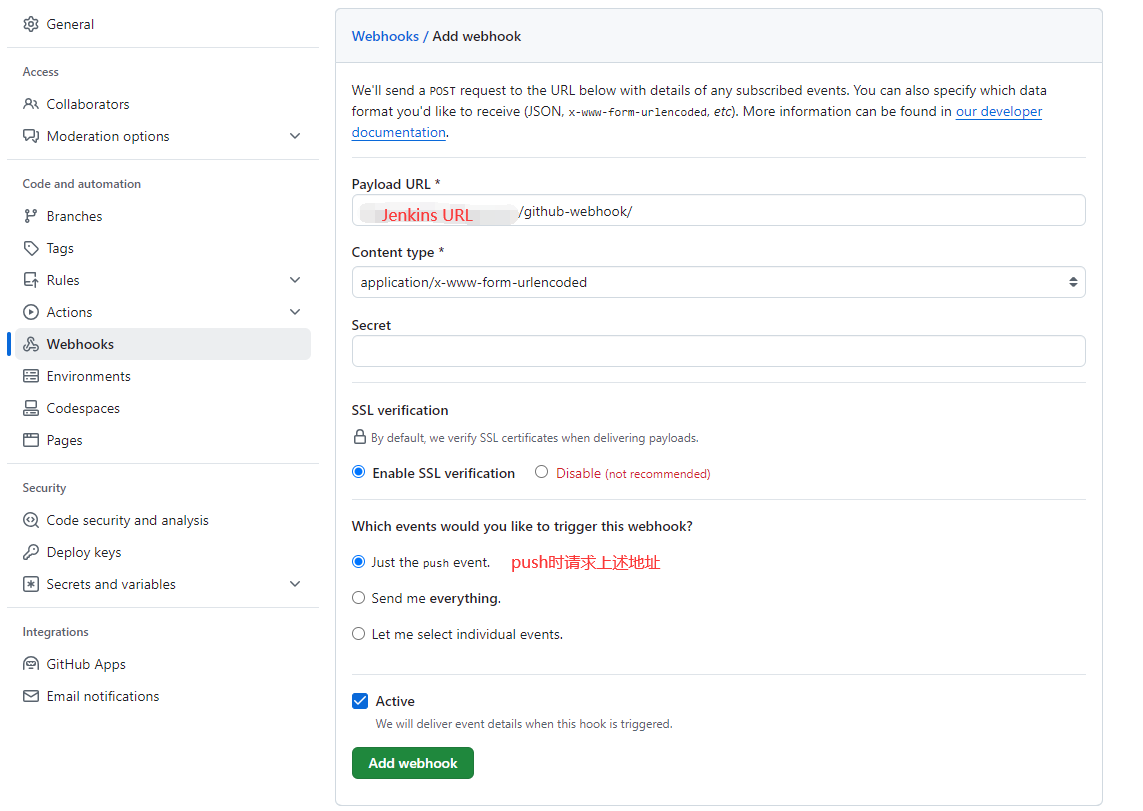 General
Access
Collaborators
Moderation options
Code and automation
Branches
Tags
Rules
Actions
Webhooks
Environments
Codespaces
Pages
Security
Code security and analysis
Deploy keys
Secrets and variables
Integrations
GitHub Apps
Email notifications
Webhooks / Add webhook
We'll send a POST request to the URL below with details of any subscribed events. You can also specify which data
format you'd like to receive (JSON, x-www-form-urlencoded, etc). More information can be found in our developer
documentation.
Payload URL *
Jenkins URL /github-webhook/
Content type *
application/x-www-form-urlencoded
Secret
SSL verification
By default, we verify SSL certificates when delivering payloads.
Enable SSL verification Disable (not recommended)
Which events would you like to trigger this webhook?
Just the push event. push时请求上述地址
Send me everything.
Let me select individual events.
Active
We will deliver event details when this hook is triggered.
Add webhook